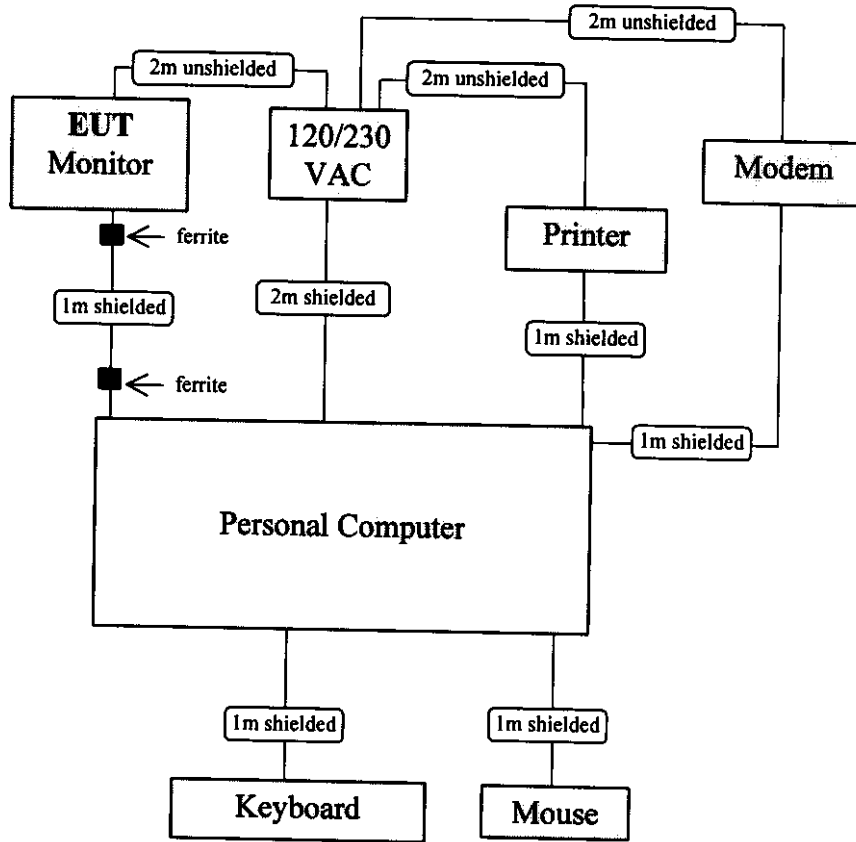 2m unshielded
2m unshielded
2m unshielded
EUT
Monitor
120/230
VAC
Modem
Printer
ferrite
1m shielded
2m shielded
1m shielded
ferrite
1m shielded
Personal Computer
1m shielded
1m shielded
Keyboard
Mouse